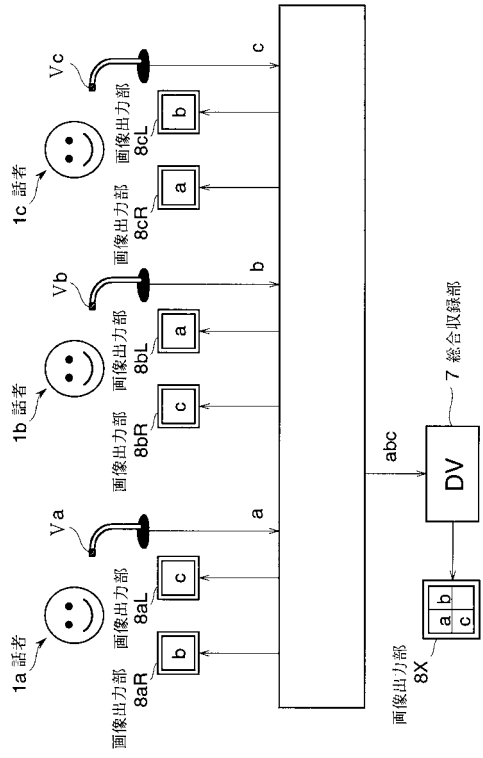 1a 話者
Va
画像出力部
8aR
b
画像出力部
8aL
c
a
1b 話者
Vb
画像出力部
8bR
c
画像出力部
8bL
a
b
1c 話者
Vc
画像出力部
8cR
a
画像出力部
8cL
b
c
abc
DV
7 総合収録部
画像出力部
8X
a b
c